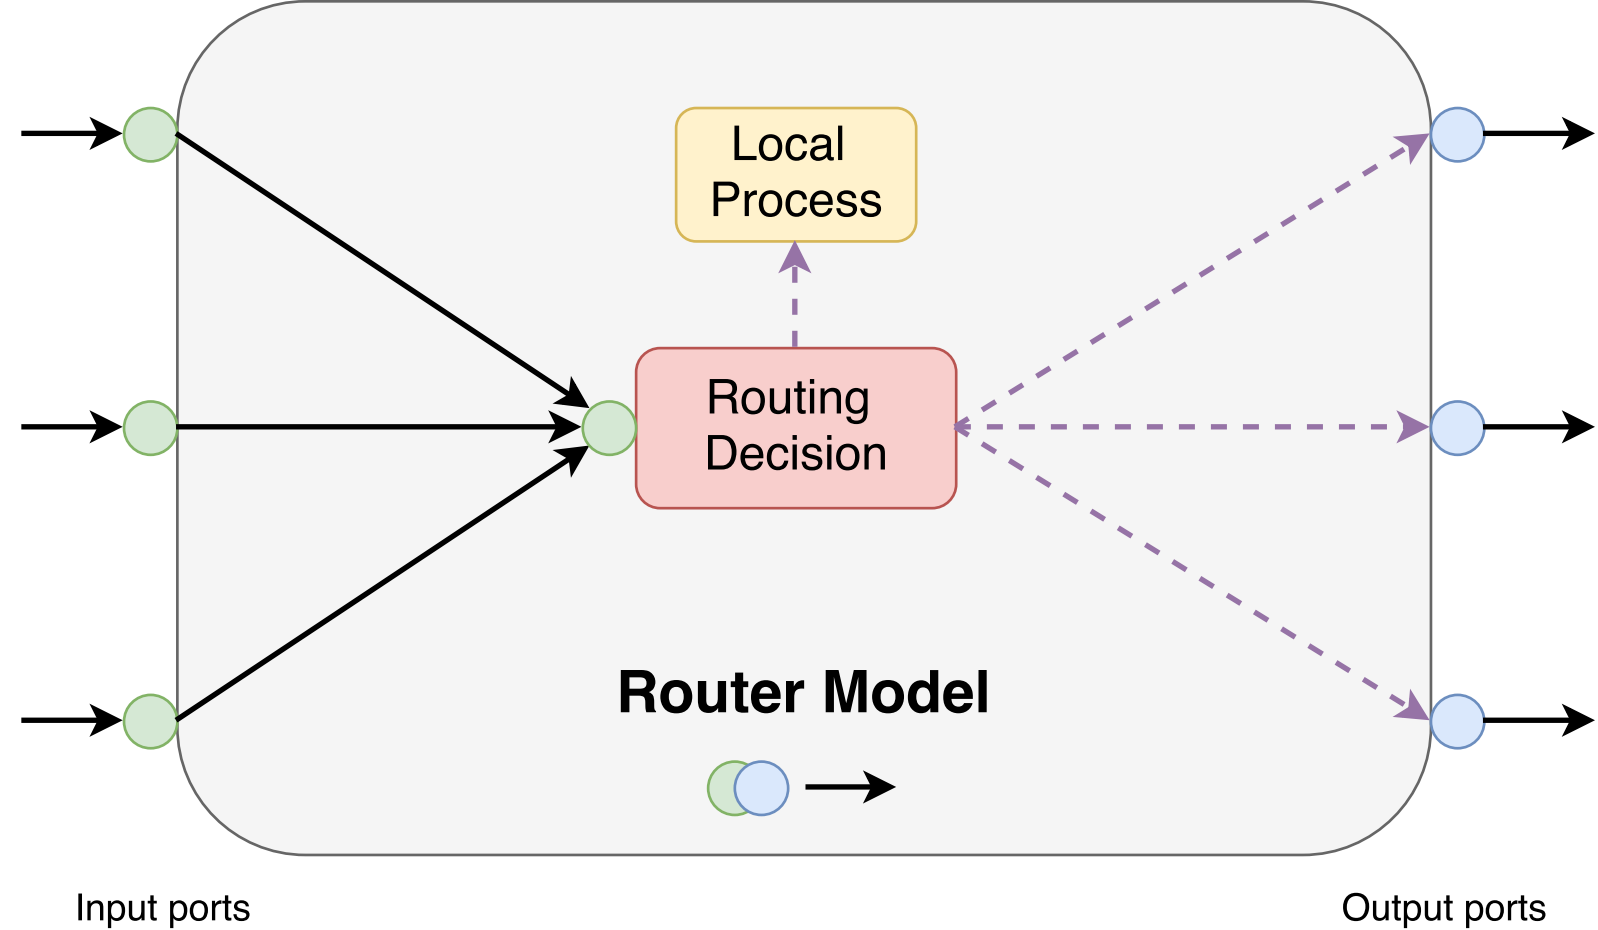 Local
Process
Routing
Decision
Router Model
Input ports
Output ports